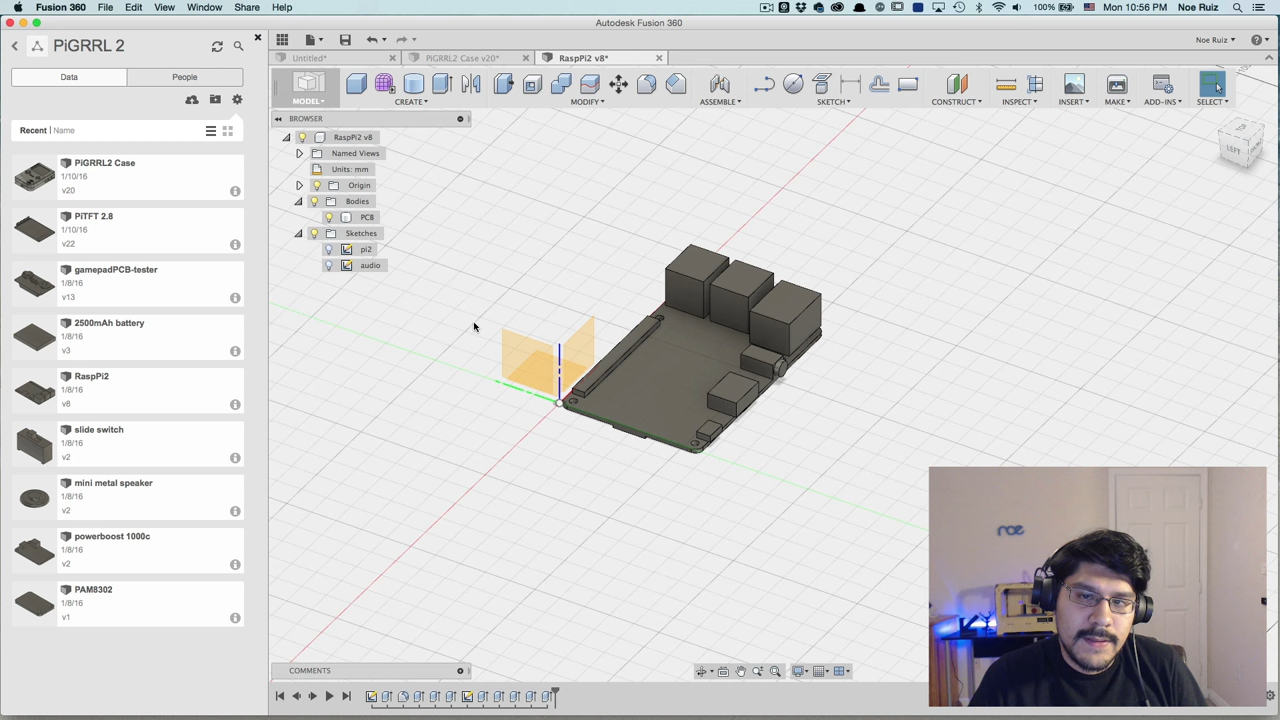 Fusion 360 File Edit View Window Share Help
100% Mon 10:56 PM Noe Ruiz
Autodesk Fusion 360
PiGRRL 2
Noe Ruiz
Untitled*
PiGRRL2 Case v20*
RaspPi2 v8*
Data
People
MODEL
CREATE
MODIFY
ASSEMBLE
SKETCH
CONSTRUCT
INSPECT
INSERT
MAKE
ADD-INS
SELECT
BROWSER
Recent Name
RaspPi2 v8
Named Views
Units: mm
Origin
Bodies
PCB
Sketches
pi2
audio
LEFT
PiGRRL2 Case
1/10/16
v20
PiTFT 2.8
1/8/16
v22
gamepadPCB-tester
1/8/16
v13
2500mAh battery
1/8/16
v3
RaspPi2
1/8/16
v8
slide switch
1/8/16
v2
mini metal speaker
1/8/16
v2
powerboost 1000c
1/8/16
v2
PAM8302
1/8/16
v1
noe
COMMENTS